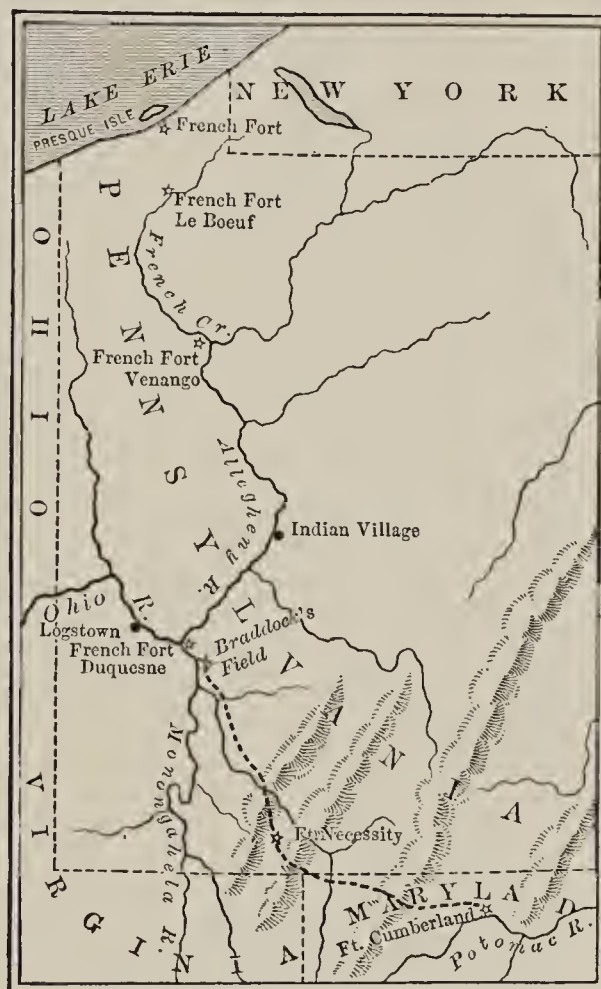 LAKE ERIE
NEW YORK
PRESQUE ISLE
French Fort
French Fort
Le Boeuf
French Cr.
PENNSYLVANIA
OHIO
French Fort
Venango
Allegheny R.
Indian Village
Ohio R.
Logstown
French Fort
Duquesne
Braddock's
Field
Monongahela R.
Ft. Necessity
VIRGINIA
MARYLAND
Ft. Cumberland
Potomac R.